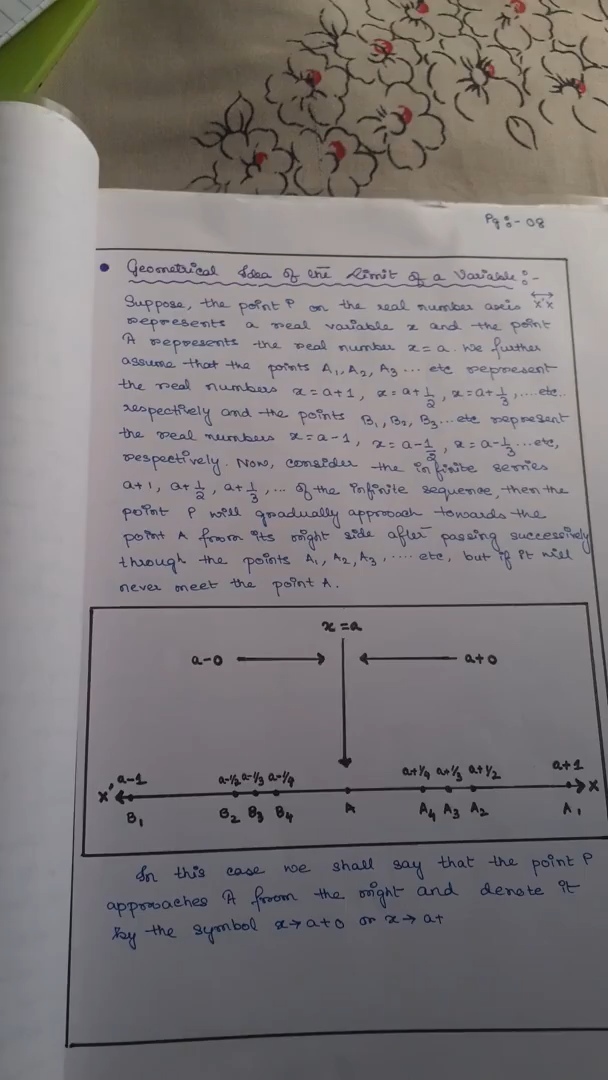 Pg :- 08
• Geometrical Idea of the Limit of a Variable :-
Suppose, the point P on the real number axis X'X
represents a real variable x and the point
A represents the real number x=a. We further
assume that the points A₁, A₂, A₃ ... etc represent
the real numbers x=a+1, x=a+1/2, x=a+1/3, .... etc..
respectively and the points B₁, B₂, B₃ ... etc represent
the real numbers x=a-1, x=a-1/2, x=a-1/3 ... etc,
respectively. Now, consider the infinite series
a+1, a+1/2, a+1/3, ... of the infinite sequence, then the
point P will gradually approach towards the
point A from its right side after passing successively
through the points A₁, A₂, A₃, .... etc, but if it will
never meet the point A.
x=a
a-0 a+0
a-1 a-1/2 a-1/3 a-1/4 a+1/4 a+1/3 a+1/2 a+1
X' X
B₁ B₂ B₃ B₄ A A₄ A₃ A₂ A₁
In this case we shall say that the point P
approaches A from the right and denote it
by the symbol x→a+0 or x→a+